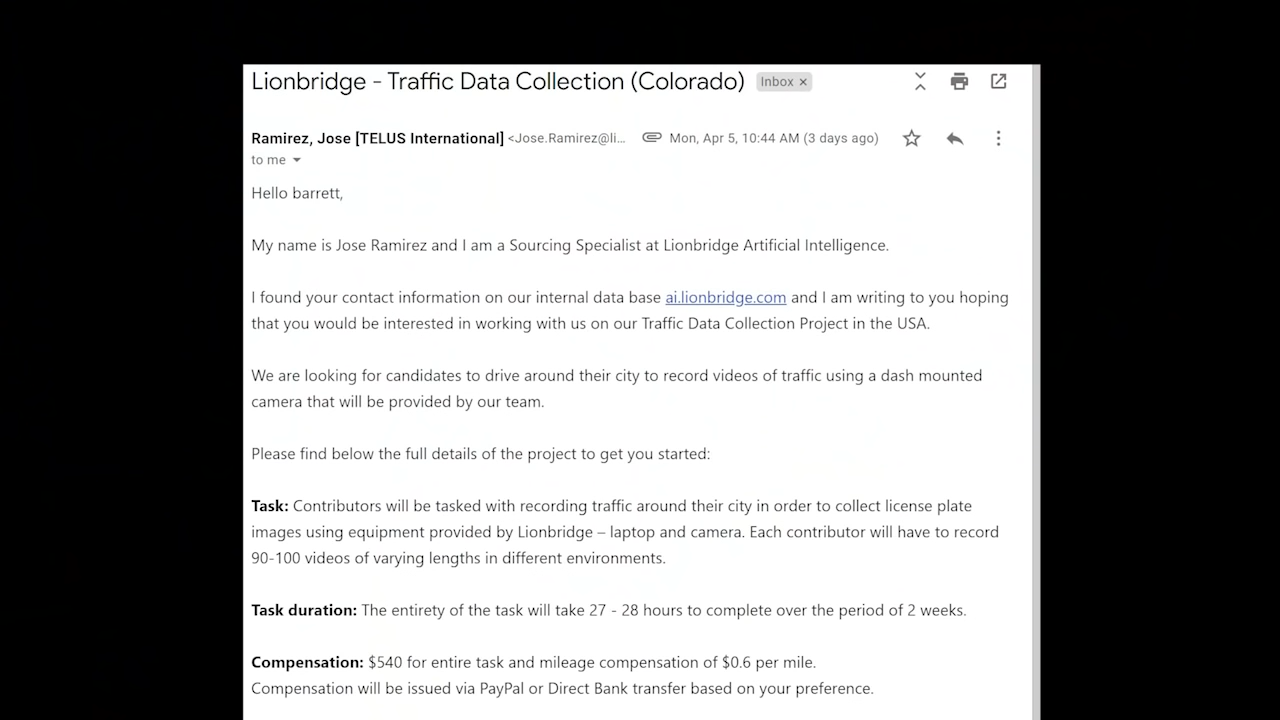 Lionbridge - Traffic Data Collection (Colorado) Inbox ×
Ramirez, Jose [TELUS International] <Jose.Ramirez@li... Mon, Apr 5, 10:44 AM (3 days ago)
to me
Hello barrett,
My name is Jose Ramirez and I am a Sourcing Specialist at Lionbridge Artificial Intelligence.
I found your contact information on our internal data base ai.lionbridge.com and I am writing to you hoping
that you would be interested in working with us on our Traffic Data Collection Project in the USA.
We are looking for candidates to drive around their city to record videos of traffic using a dash mounted
camera that will be provided by our team.
Please find below the full details of the project to get you started:
Task: Contributors will be tasked with recording traffic around their city in order to collect license plate
images using equipment provided by Lionbridge – laptop and camera. Each contributor will have to record
90-100 videos of varying lengths in different environments.
Task duration: The entirety of the task will take 27 - 28 hours to complete over the period of 2 weeks.
Compensation: $540 for entire task and mileage compensation of $0.6 per mile.
Compensation will be issued via PayPal or Direct Bank transfer based on your preference.